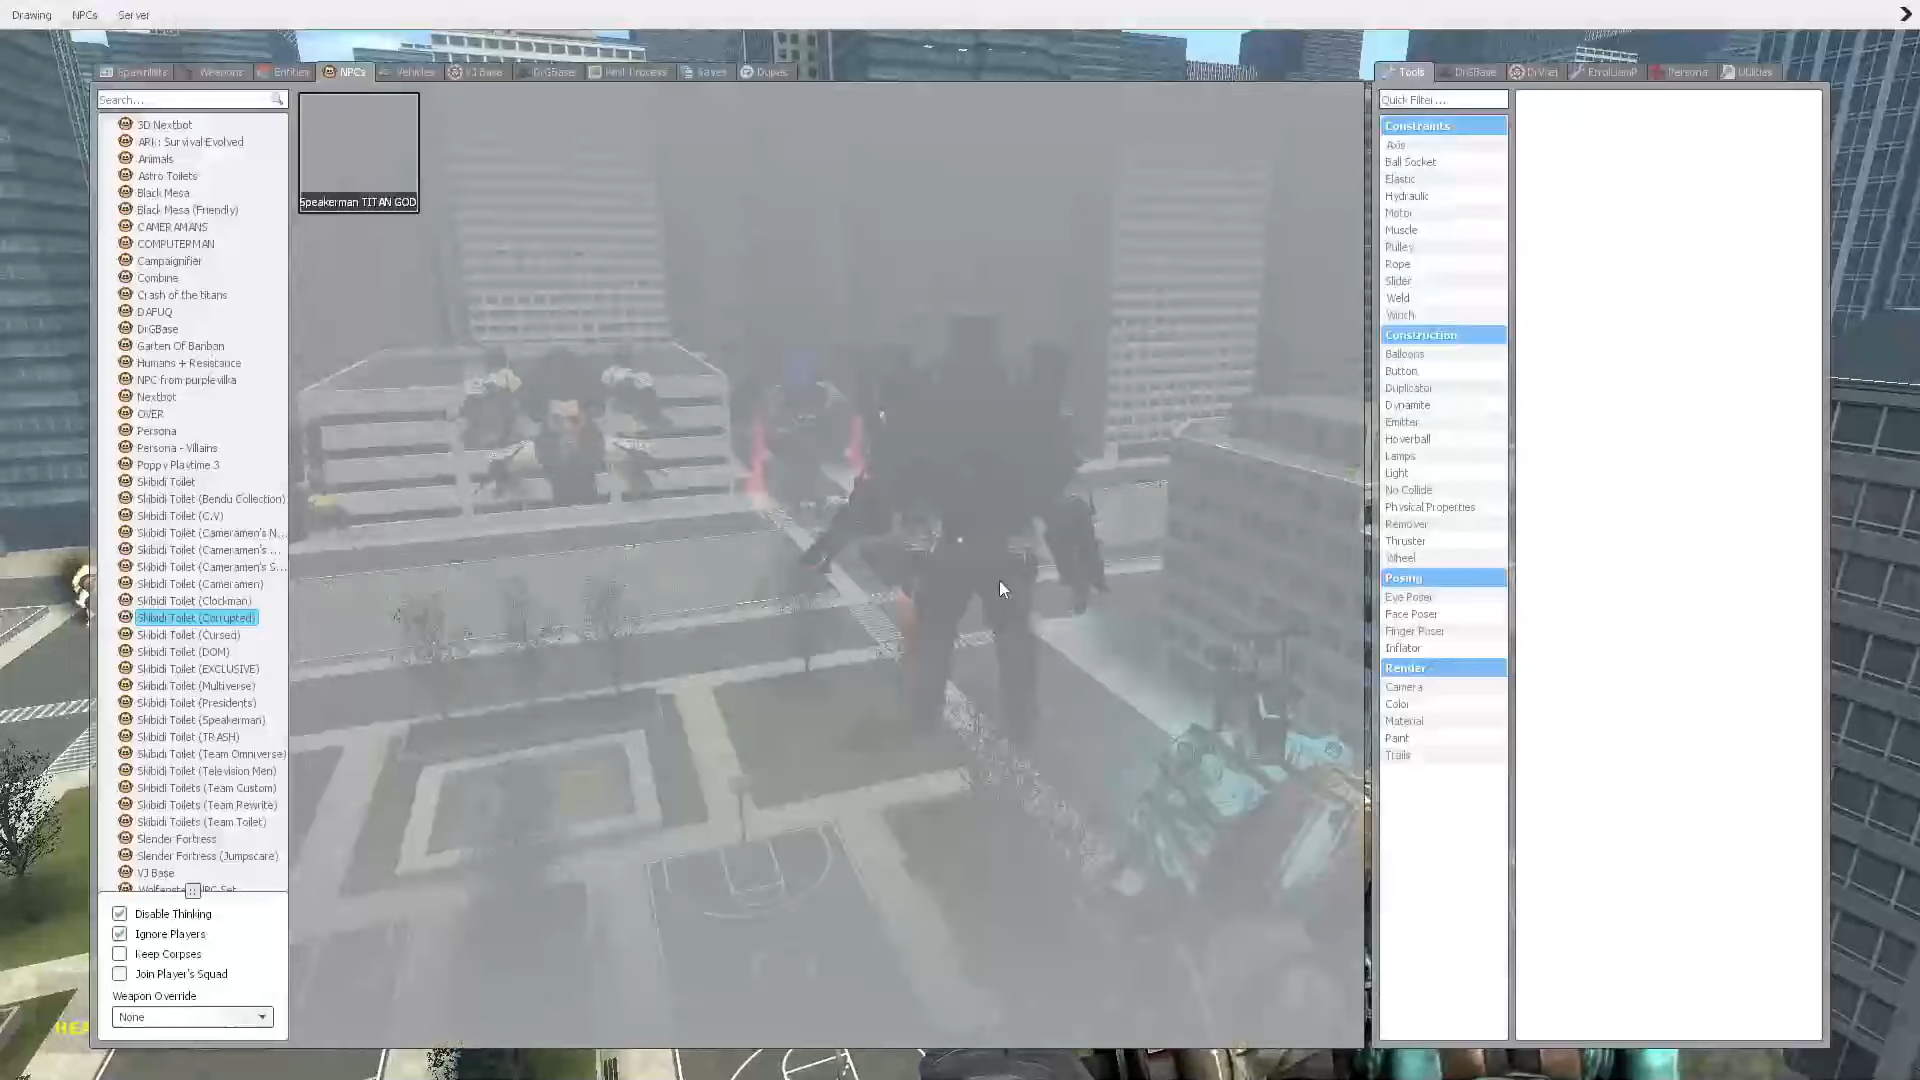 Drawing NPCs Server
Spawnlists Weapons Entities NPCs Vehicles VJ Base DrGBase Saves Dupes
Tools DrGBase Persona Utilities
Search...
3D Nextbot
ARK: Survival Evolved
Animals
Astro Toilets
Black Mesa
Black Mesa (Friendly)
CAMERAMANS
COMPUTERMAN
Campaignifier
Combine
Crash of the titans
DAFUQ
DrGBase
Garten Of Banban
Humans + Resistance
NPC from purplevilka
Nextbot
OVER
Persona
Persona - Villains
Poppy Playtime 3
Skibidi Toilet
Skibidi Toilet (Bendu Collection)
Skibidi Toilet (C.V)
Skibidi Toilet (Cameramen's N...
Skibidi Toilet (Cameramen's ...
Skibidi Toilet (Cameramen's S...
Skibidi Toilet (Cameramen)
Skibidi Toilet (Clockman)
Skibidi Toilet (Corrupted)
Skibidi Toilet (Cursed)
Skibidi Toilet (DOM)
Skibidi Toilet (EXCLUSIVE)
Skibidi Toilet (Multiverse)
Skibidi Toilet (Presidents)
Skibidi Toilet (Speakerman)
Skibidi Toilet (TRASH)
Skibidi Toilet (Team Omniverse)
Skibidi Toilet (Television Men)
Skibidi Toilets (Team Custom)
Skibidi Toilets (Team Rewrite)
Skibidi Toilets (Team Toilet)
Slender Fortress
Slender Fortress (Jumpscare)
VJ Base
Disable Thinking
Ignore Players
Keep Corpses
Join Player's Squad
Weapon Override
None
Speakerman TITAN GOD
Quick Filter...
Constraints
Axis
Ball Socket
Elastic
Hydraulic
Motor
Muscle
Pulley
Rope
Slider
Weld
Winch
Construction
Balloons
Button
Duplicator
Dynamite
Emitter
Hoverball
Lamps
Light
No Collide
Physical Properties
Remover
Thruster
Wheel
Posing
Eye Poser
Face Poser
Finger Poser
Inflator
Render
Camera
Color
Material
Paint
Trails